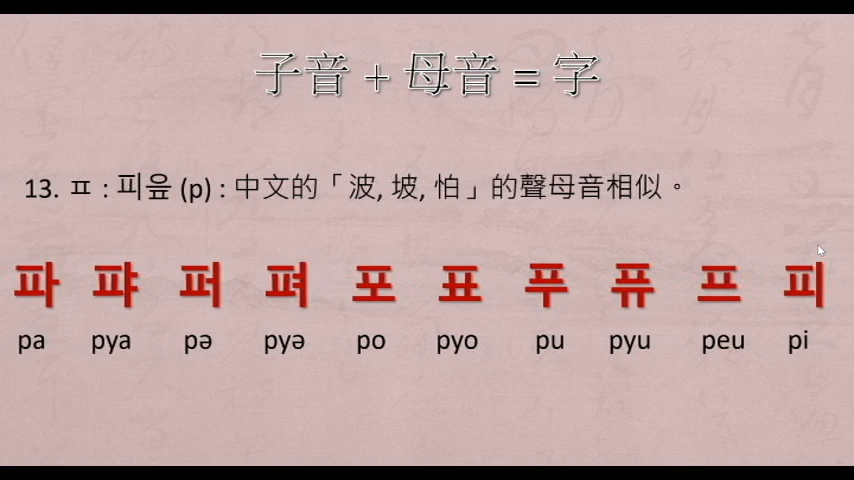 子音 + 母音 = 字
13. ㅍ : 피읖 (p) : 中文的「波, 坡, 怕」的聲母音相似。
파 퍄 퍼 펴 포 표 푸 퓨 프 피
pa pya pə pyə po pyo pu pyu peu pi